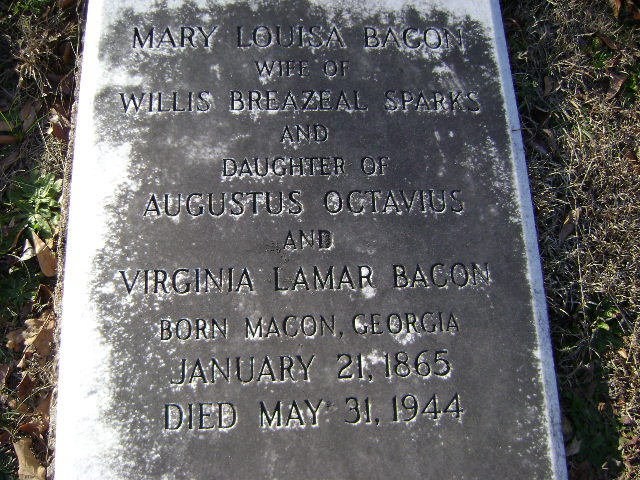 MARY LOUISA BACON
WIFE OF
WILLIS BREAZEAL SPARKS
AND
DAUGHTER OF
AUGUSTUS OCTAVIUS
AND
VIRGINIA LAMAR BACON
BORN MACON, GEORGIA
JANUARY 21, 1865
DIED MAY 31, 1944